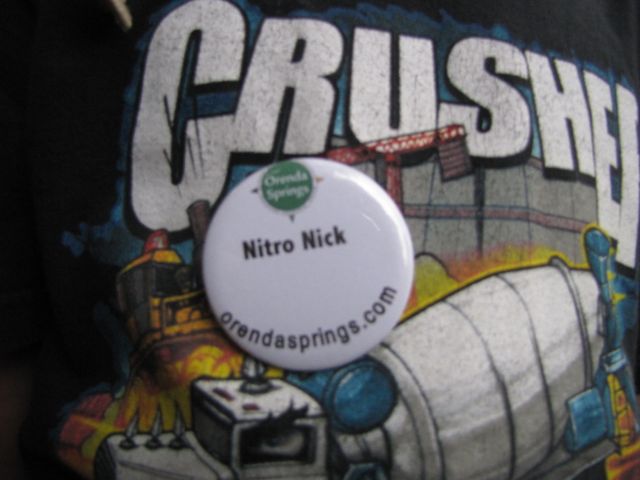 CRUSHE
Orenda
Springs
Nitro Nick
orendasprings.com